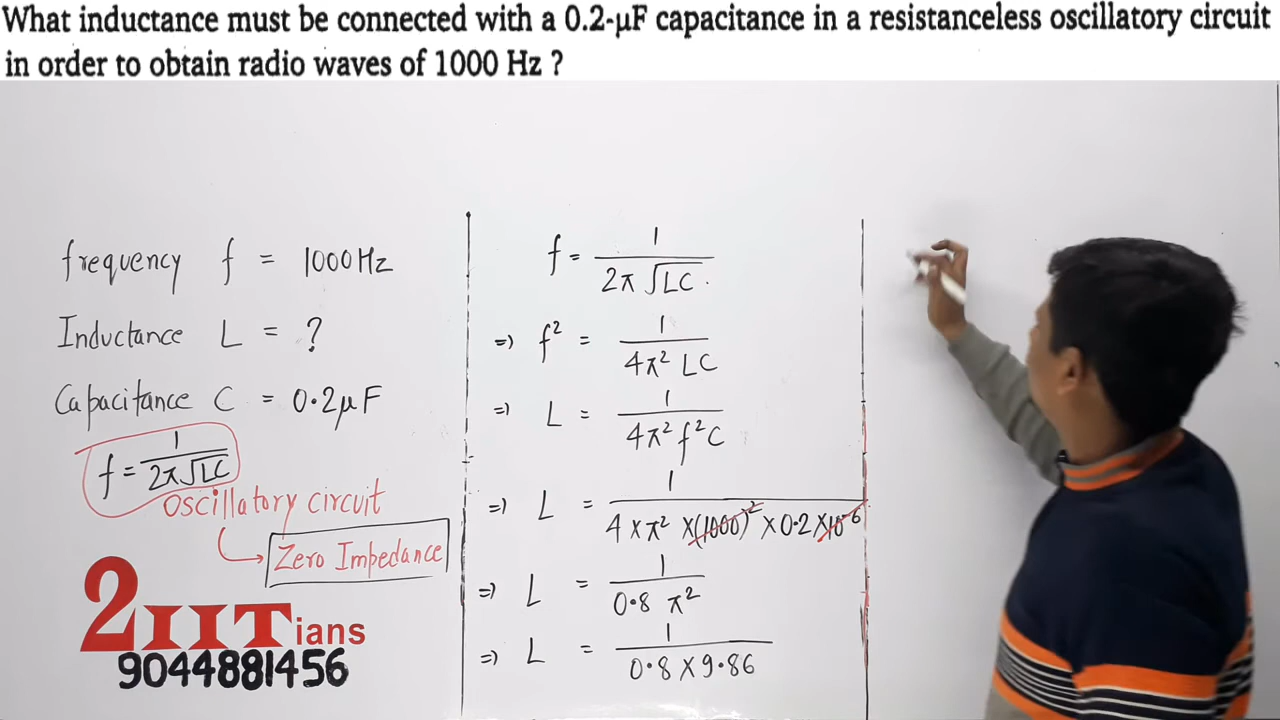 What inductance must be connected with a 0.2-µF capacitance in a resistanceless oscillatory circuit
in order to obtain radio waves of 1000 Hz ?
frequency f = 1000 Hz
Inductance L = ?
Capacitance C = 0.2µF
f = 1 / 2π√LC
Oscillatory circuit
Zero Impedance
2IITians
9044881456
f = 1 / 2π√LC
=) f² = 1 / 4π² LC
=) L = 1 / 4π² f² C
=) L = 1 / 4 × π² × (1000)² × 0.2 × 10⁻⁶
=) L = 1 / 0.8 π²
=) L = 1 / 0.8 × 9.86